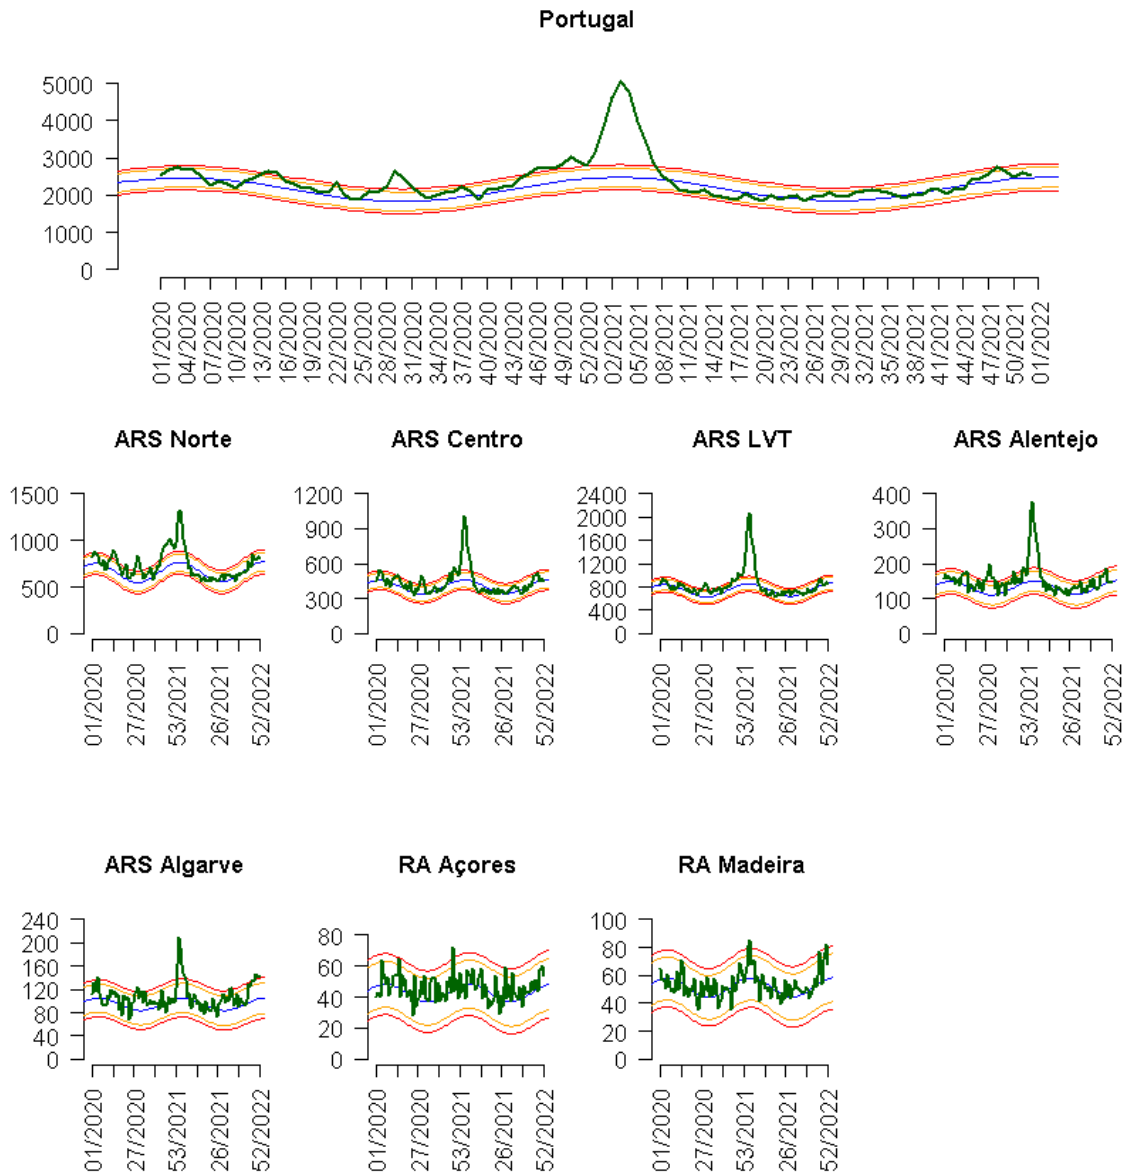 Portugal
5000
4000
3000
2000
1000
0
01/2020 04/2020 07/2020 10/2020 13/2020 16/2020 19/2020 22/2020 25/2020 28/2020 31/2020 34/2020 37/2020 40/2020 43/2020 46/2020 49/2020 52/2020 02/2021 05/2021 08/2021 11/2021 14/2021 17/2021 20/2021 23/2021 26/2021 29/2021 32/2021 35/2021 38/2021 41/2021 44/2021 47/2021 50/2021 01/2022
ARS Norte
1500
1000
500
0
01/2020 27/2020 53/2021 26/2021 52/2022
ARS Centro
1200
900
600
300
0
01/2020 27/2020 53/2021 26/2021 52/2022
ARS LVT
2400
2000
1600
1200
800
400
0
01/2020 27/2020 53/2021 26/2021 52/2022
ARS Alentejo
400
300
200
100
0
01/2020 27/2020 53/2021 26/2021 52/2022
ARS Algarve
240
200
160
120
80
40
0
01/2020 27/2020 53/2021 26/2021 52/2022
RA Açores
80
60
40
20
0
01/2020 27/2020 53/2021 26/2021 52/2022
RA Madeira
100
80
60
40
20
0
01/2020 27/2020 53/2021 26/2021 52/2022